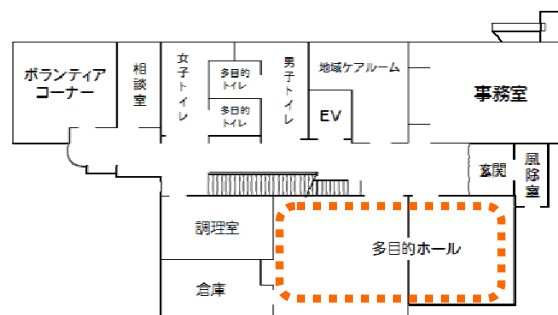 ボランティア
コーナー
相談室
女子トイレ
多目的
トイレ
多目的
トイレ
男子トイレ
地域ケアルーム
EV
事務室
玄関
風除室
調理室
多目的ホール
倉庫